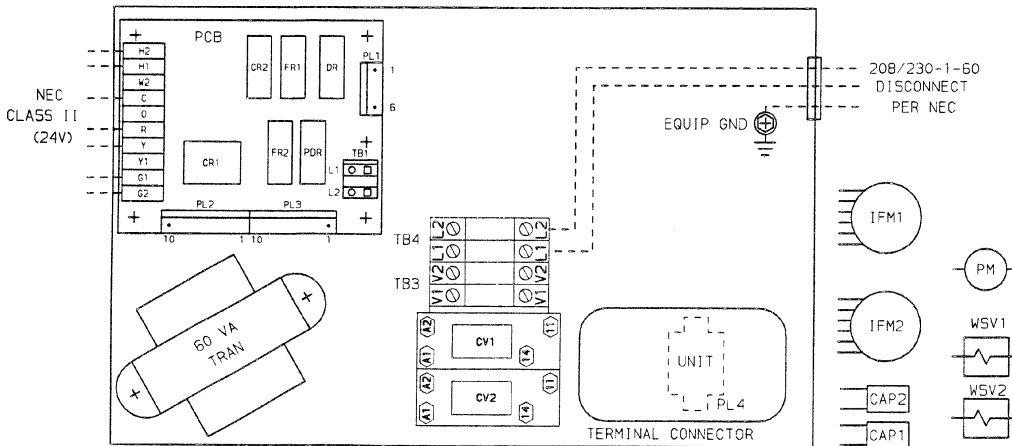 PCB
H2
H1
W2
C
O
R
Y
Y1
G1
G2
NEC
CLASS II
(24V)
CR2
FR1
DR
PL1
1
6
CR1
FR2
PDR
TB1
L1
L2
PL2
PL3
10
1
10
1
208/230-1-60
DISCONNECT
PER NEC
EQUIP GND
TB4
L2
L2
L1
L1
TB3
V2
V2
V1
V1
A2
11
CV1
A1
14
A2
11
CV2
A1
14
60 VA
TRAN
UNIT
PL4
TERMINAL CONNECTOR
IFM1
PM
IFM2
WSV1
WSV2
CAP2
CAP1